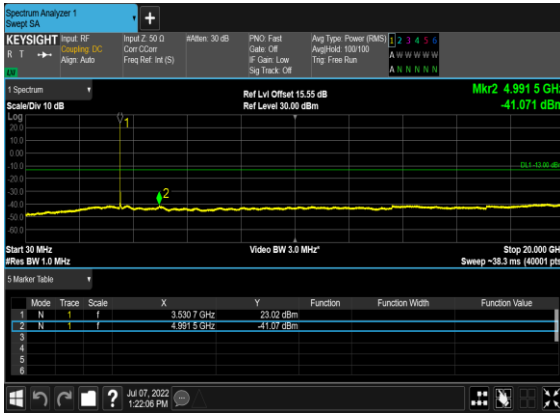 Spectrum Analyzer 1
Swept SA
+
KEYSIGHT
R T
Input: RF
Coupling: DC
Align: Auto
Input Z: 50 Ω
Corr CCorr
Freq Ref: Int (S)
#Atten: 30 dB
PNO: Fast
Gate: Off
IF Gain: Low
Sig Track: Off
Avg Type: Power (RMS)
Avg|Hold: 100/100
Trig: Free Run
1 2 3 4 5 6
A W W W W W
A N N N N N
1 Spectrum
Scale/Div 10 dB
Ref Lvl Offset 15.55 dB
Ref Level 30.00 dBm
Mkr2 4.991 5 GHz
-41.071 dBm
Log
20.0
10.0
0.00
-10.0
-20.0
-30.0
-40.0
-50.0
-60.0
1
2
DL1 -13.00 dBm
Start 30 MHz
#Res BW 1.0 MHz
Video BW 3.0 MHz*
Stop 20.000 GHz
Sweep ~38.3 ms (40001 pts)
5 Marker Table
Mode Trace Scale X Y Function Function Width Function Value
1 N 1 f 3.530 7 GHz 23.02 dBm
2 N 1 f 4.991 5 GHz -41.07 dBm
3
4
5
6
?
Jul 07, 2022
1:22:06 PM